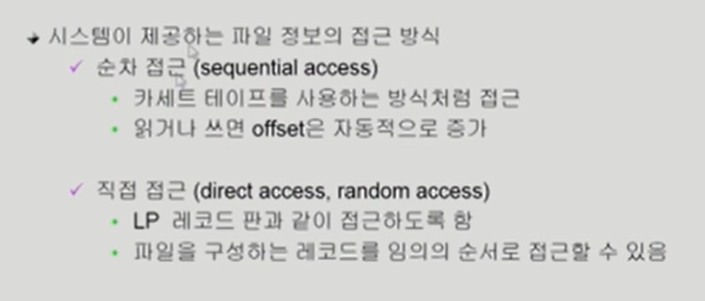 시스템이 제공하는 파일 정보의 접근 방식
순차 접근 (sequential access)
카세트 테이프를 사용하는 방식처럼 접근
읽거나 쓰면 offset은 자동적으로 증가
직접 접근 (direct access, random access)
LP 레코드 판과 같이 접근하도록 함
파일을 구성하는 레코드를 임의의 순서로 접근할 수 있음